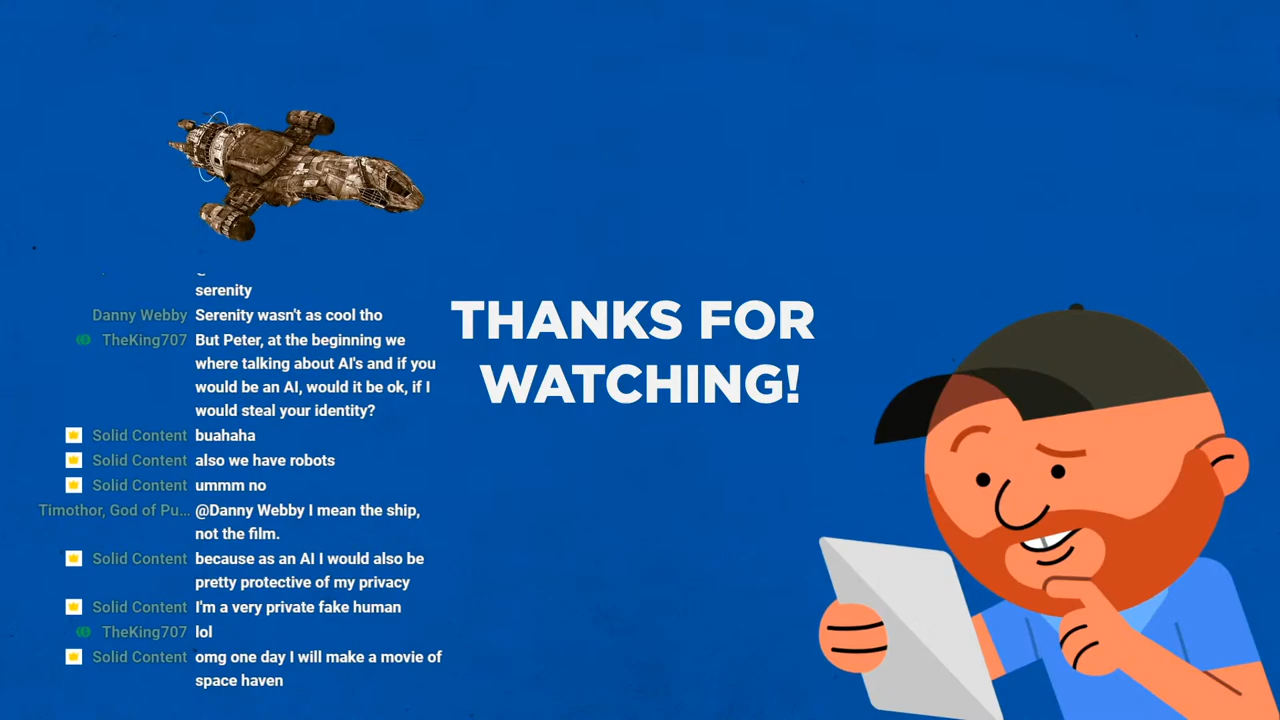 serenity
Danny Webby Serenity wasn't as cool tho
TheKing707 But Peter, at the beginning we
where talking about AI's and if you
would be an AI, would it be ok, if I
would steal your identity?
Solid Content buahaha
Solid Content also we have robots
Solid Content ummm no
Timothor, God of Pu... @Danny Webby I mean the ship,
not the film.
Solid Content because as an AI I would also be
pretty protective of my privacy
Solid Content I'm a very private fake human
TheKing707 lol
Solid Content omg one day I will make a movie of
space haven
THANKS FOR
WATCHING!